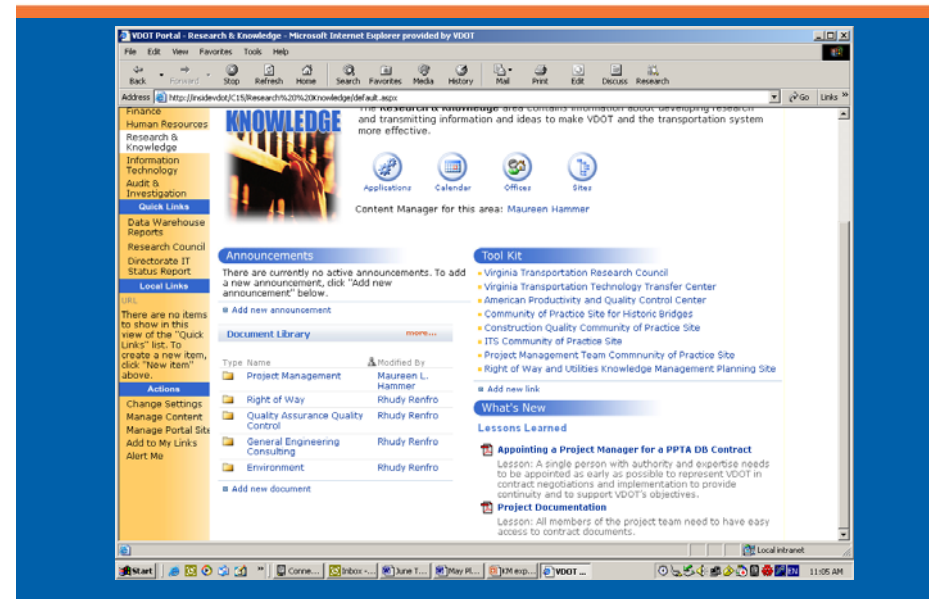 VDOT Portal - Research & Knowledge - Microsoft Internet Explorer provided by VDOT
File Edit View Favorites Tools Help
Back Forward Stop Refresh Home Search Favorites Media History Mail Print Edit Discuss Research
Address http://insidevdot/C15/Research%20%20Knowledge/default.aspx Go Links »
Finance
Human Resources
Research &
Knowledge
Information
Technology
Audit &
Investigation
Quick Links
Data Warehouse
Reports
Research Council
Directorate IT
Status Report
Local Links
URL
There are no items
to show in this
view of the "Quick
Links" list. To
create a new item,
click "New item"
above.
Actions
Change Settings
Manage Content
Manage Portal Site
Add to My Links
Alert Me
KNOWLEDGE
The Research & Knowledge area contains information about developing research
and transmitting information and ideas to make VDOT and the transportation system
more effective.
Applications Calendar Offices Sites
Content Manager for this area: Maureen Hammer
Announcements
There are currently no active announcements. To add
a new announcement, click "Add
new
announcement" below.
Add new announcement
Document Library more...
Type Name Modified By
Project Management Maureen L.
Hammer
Right of Way Rhudy Renfro
Quality Assurance Quality Rhudy Renfro
Control
General Engineering Rhudy Renfro
Consulting
Environment Rhudy Renfro
Add new document
Tool Kit
Virginia Transportation Research Council
Virginia Transportation Technology Transfer Center
American Productivity and Quality Control Center
Community of Practice Site for Historic Bridges
Construction Quality Community of Practice Site
ITS Community of Practice Site
Project Management Team Commnunity of Practice Site
Right of Way and Utilities Knowledge Management Planning Site
Add new link
What's New
Lessons Learned
Appointing a Project Manager for a PPTA DB Contract
Lesson: A single person with authority and expertise needs
to be appointed as early as possible to represent VDOT in
contract negotiations and implementation to provide
continuity and to support VDOT's objectives.
Project Documentation
Lesson: All members of the project team need to have easy
access to contract documents.
Local intranet
Start » Conne... Inbox -... June T... May Pl... KM exp... VDOT ... EN 11:05 AM